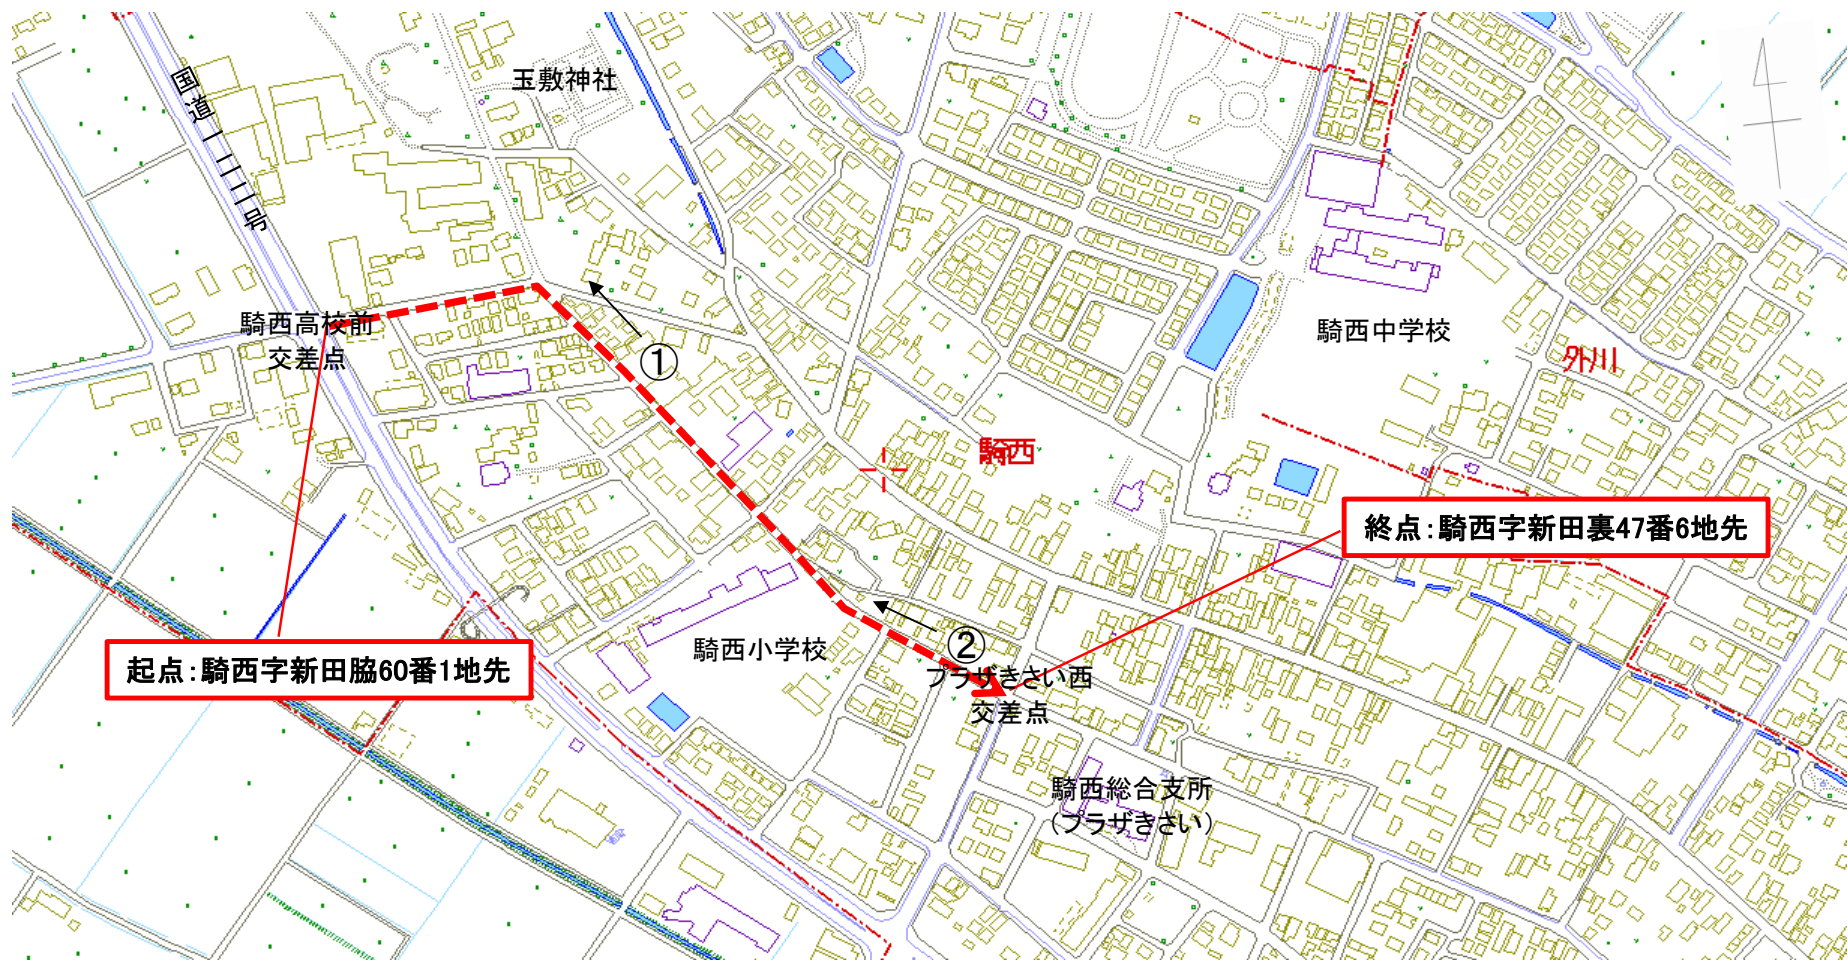 玉敷神社
国道一二二号
騎西高校前
交差点
①
騎西中学校
外川
騎西
終点：騎西字新田裏47番6地先
起点：騎西字新田脇60番1地先
騎西小学校
②
プラザきさい西
交差点
騎西総合支所
（プラザきさい）